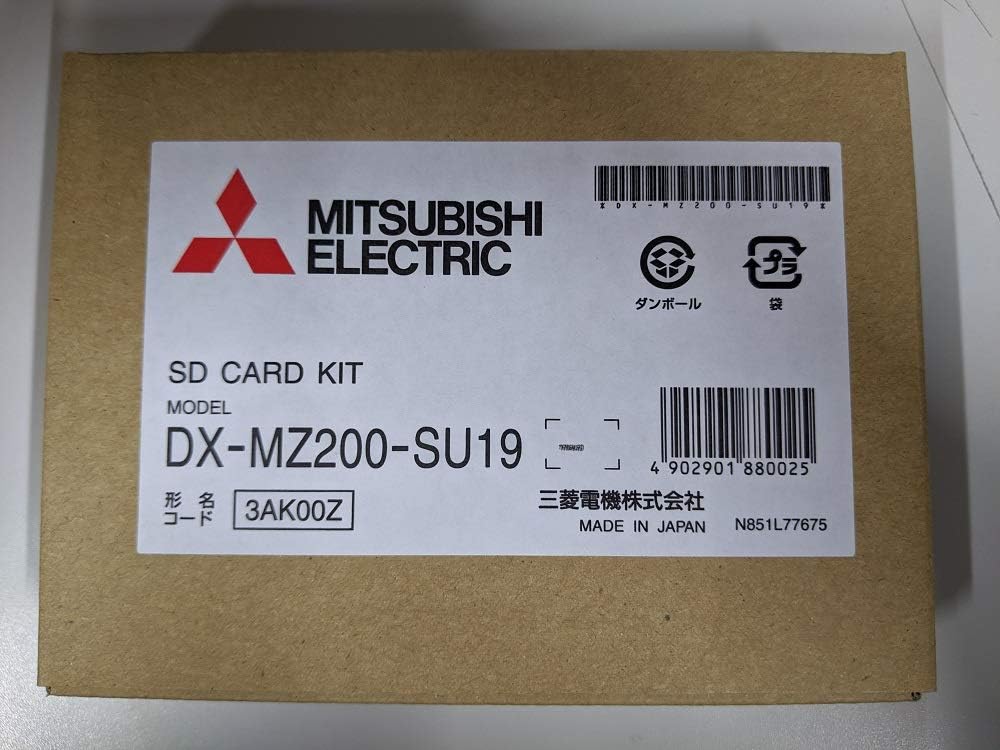 MITSUBISHI
ELECTRIC
*DX-MZ200-SU19*
プラ
ダンボール
袋
SD CARD KIT
MODEL
DX-MZ200-SU19
4 902901 880025
形名
コード
3AK00Z
三菱電機株式会社
MADE IN JAPAN
N851L77675